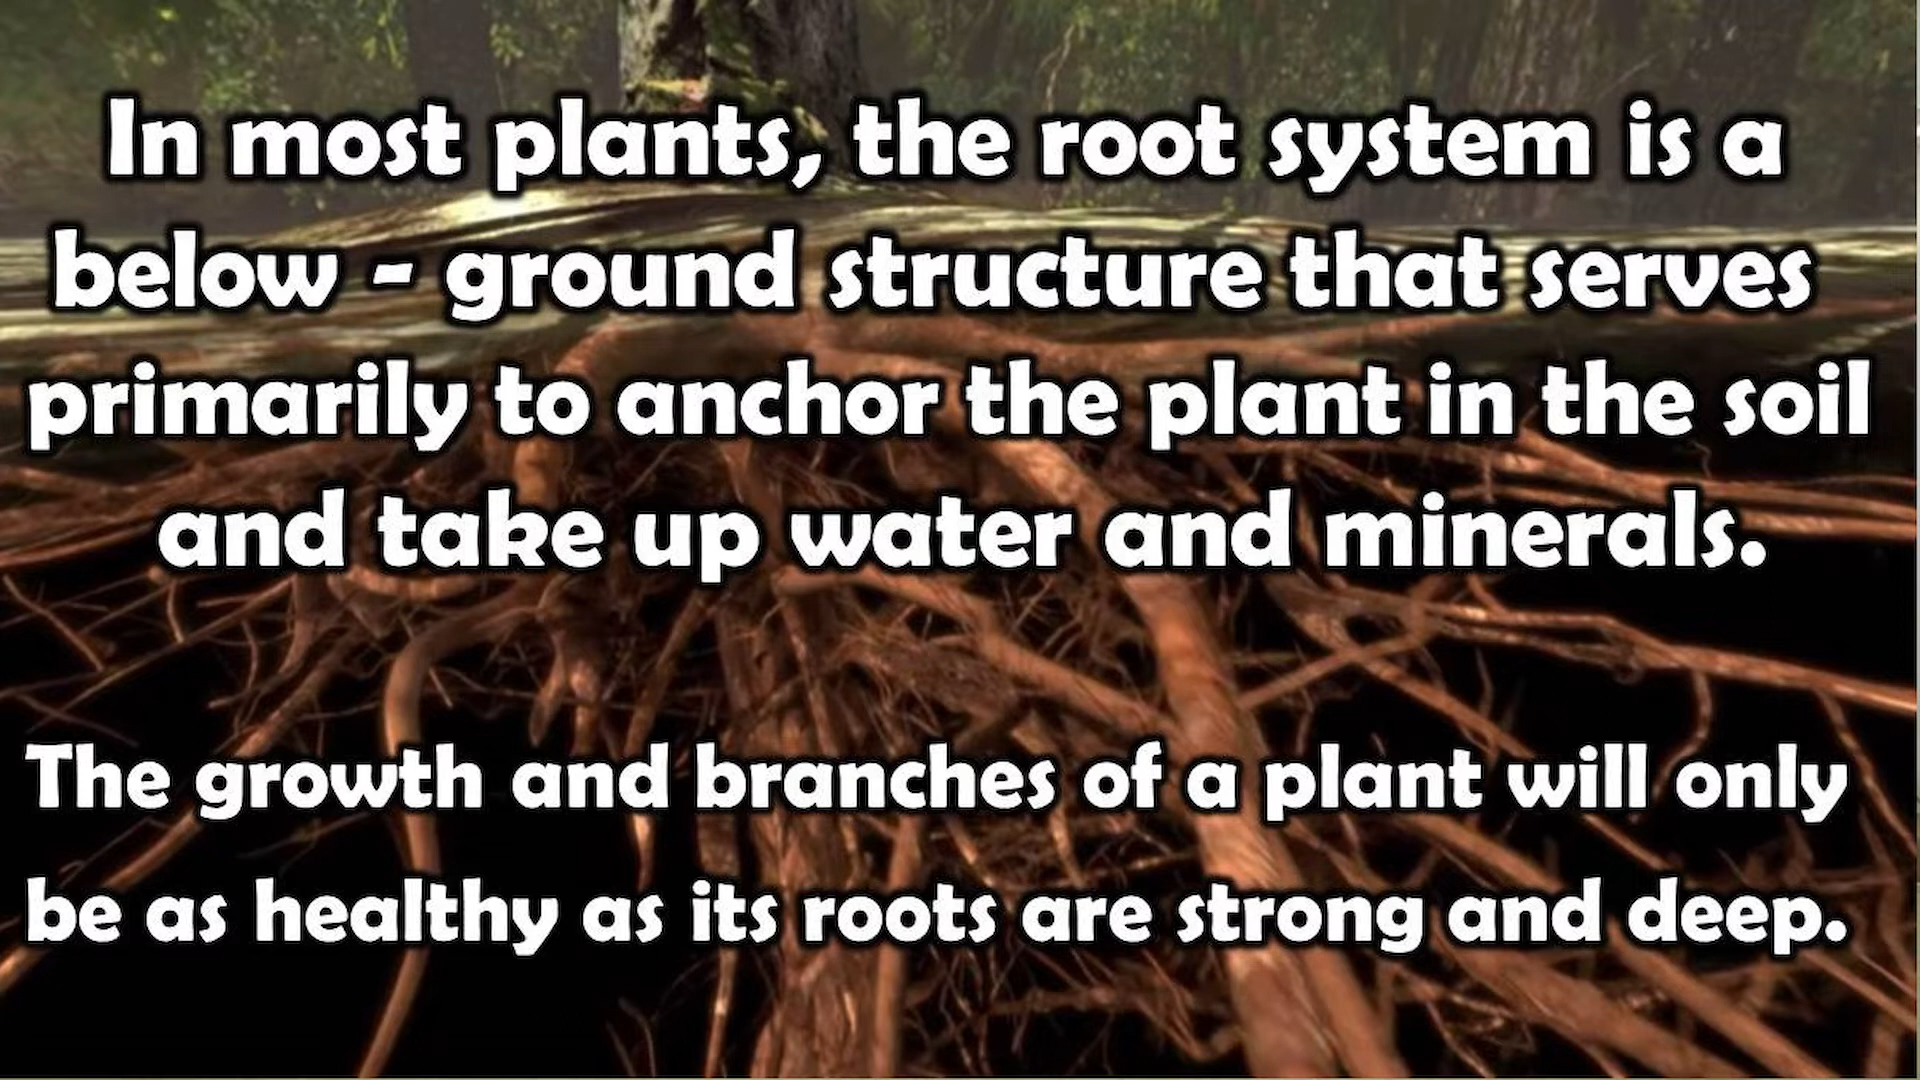 In most plants, the root system is a
below - ground structure that serves
primarily to anchor the plant in the soil
and take up water and minerals.
The growth and branches of a plant will only
be as healthy as its roots are strong and deep.